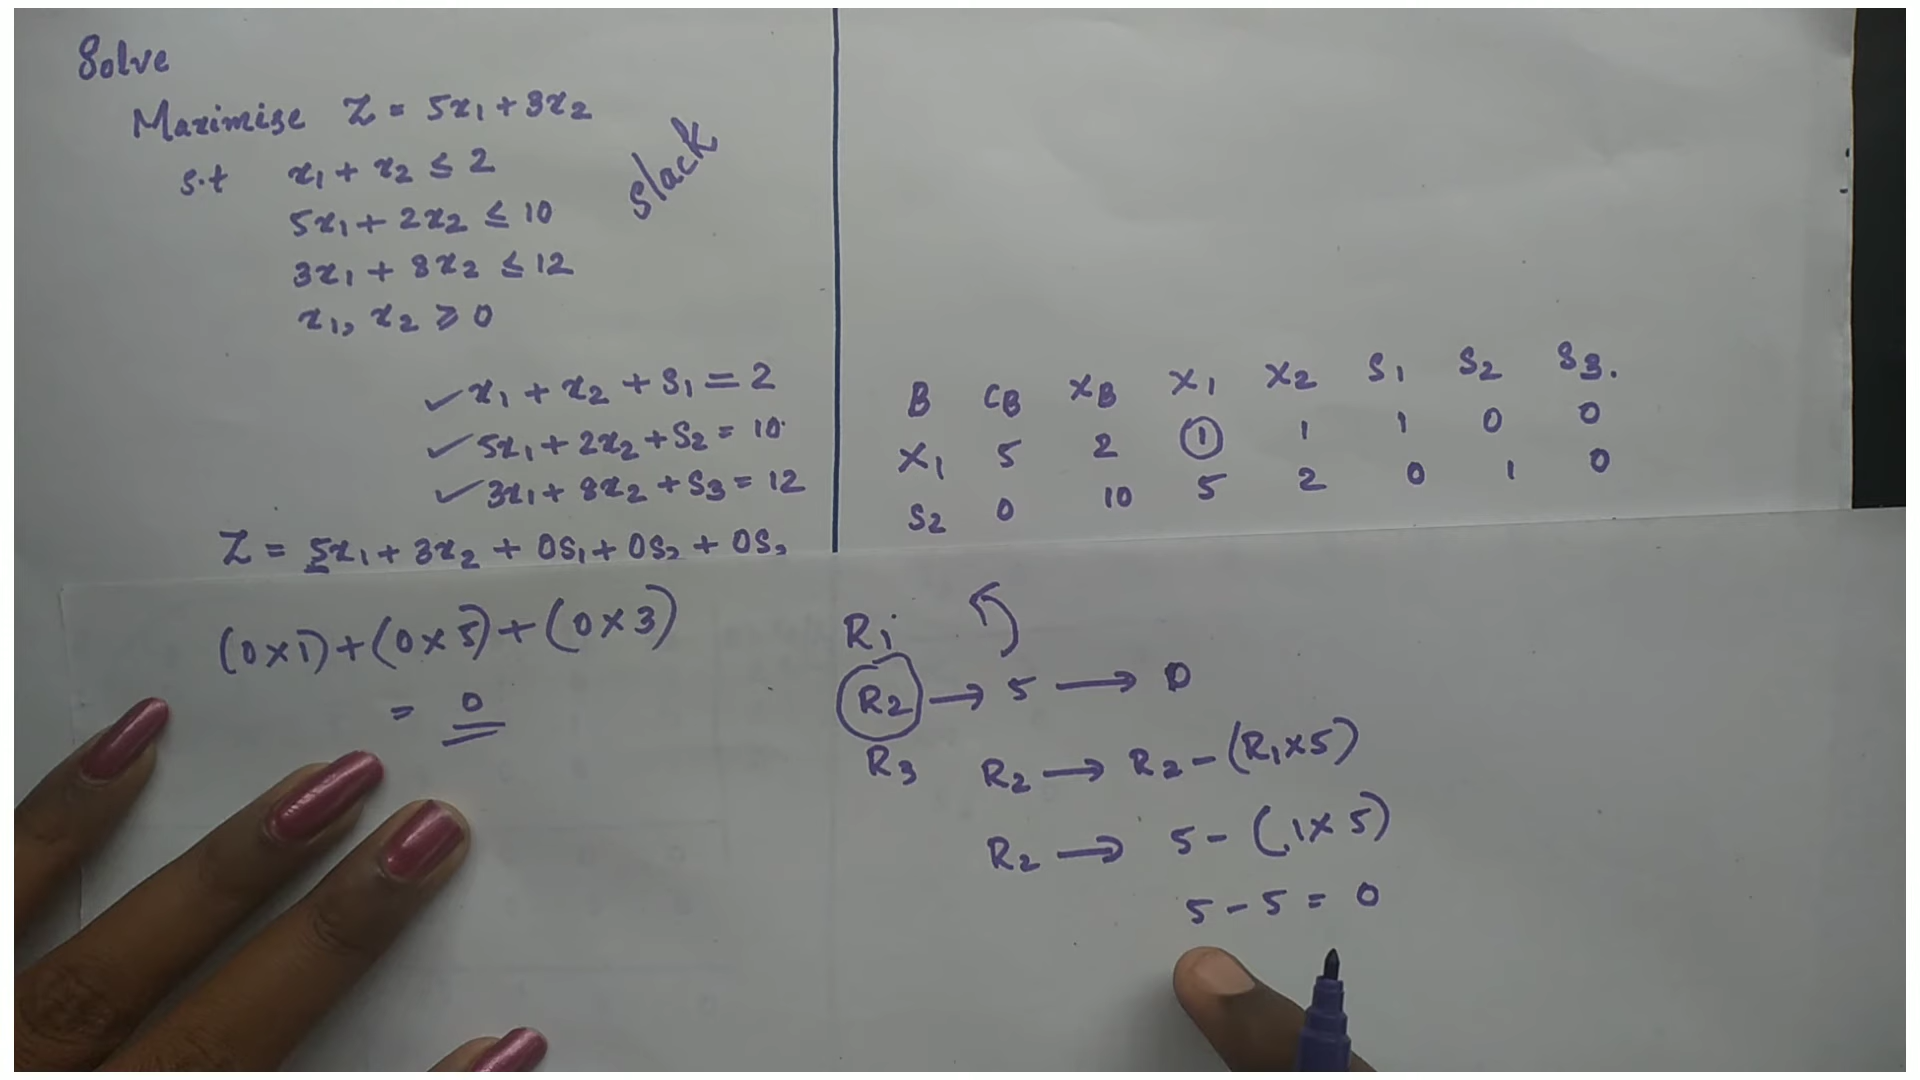 Solve
Maximize Z = 5x₁ + 3x₂
s.t x₁ + x₂ ≤ 2
slack
5x₁ + 2x₂ ≤ 10
3x₁ + 8x₂ ≤ 12
x₁, x₂ ≥ 0
✓ x₁ + x₂ + S₁ = 2
✓ 5x₁ + 2x₂ + S₂ = 10
✓ 3x₁ + 8x₂ + S₃ = 12
Z = 5x₁ + 3x₂ + 0S₁ + 0S₂ + 0S₃
(0×1) + (0×5) + (0×3)
= 0
B CB XB X₁ X₂ S₁ S₂ S₃.
X₁ 5 2 1 1 1 0 0
S₂ 0 10 5 2 0 1 0
R₁
R₂ → 5 → 0
R₃
R₂ → R₂ - (R₁×5)
R₂ → 5 - (1×5)
5 - 5 = 0